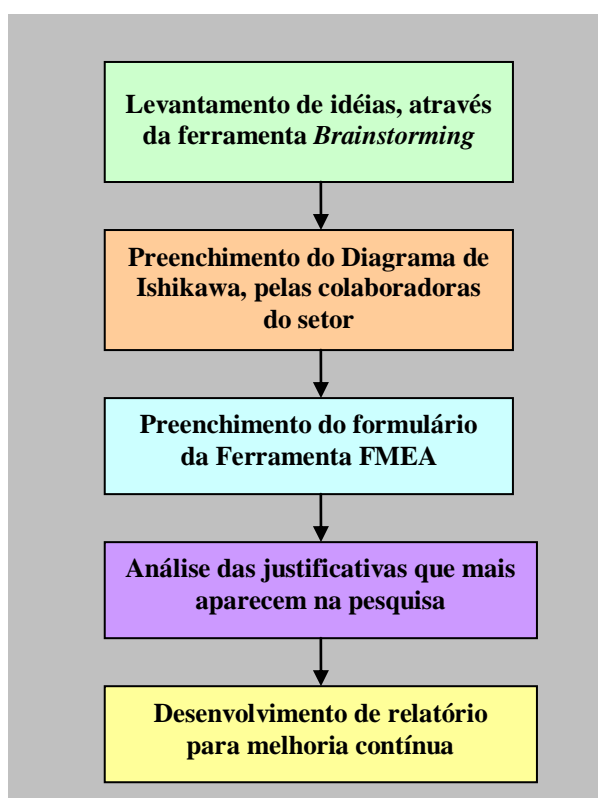 Levantamento de idéias, através
da ferramenta Brainstorming
Preenchimento do Diagrama de
Ishikawa, pelas colaboradoras
do setor
Preenchimento do formulário
da Ferramenta FMEA
Análise das justificativas que mais
aparecem na pesquisa
Desenvolvimento de relatório
para melhoria contínua